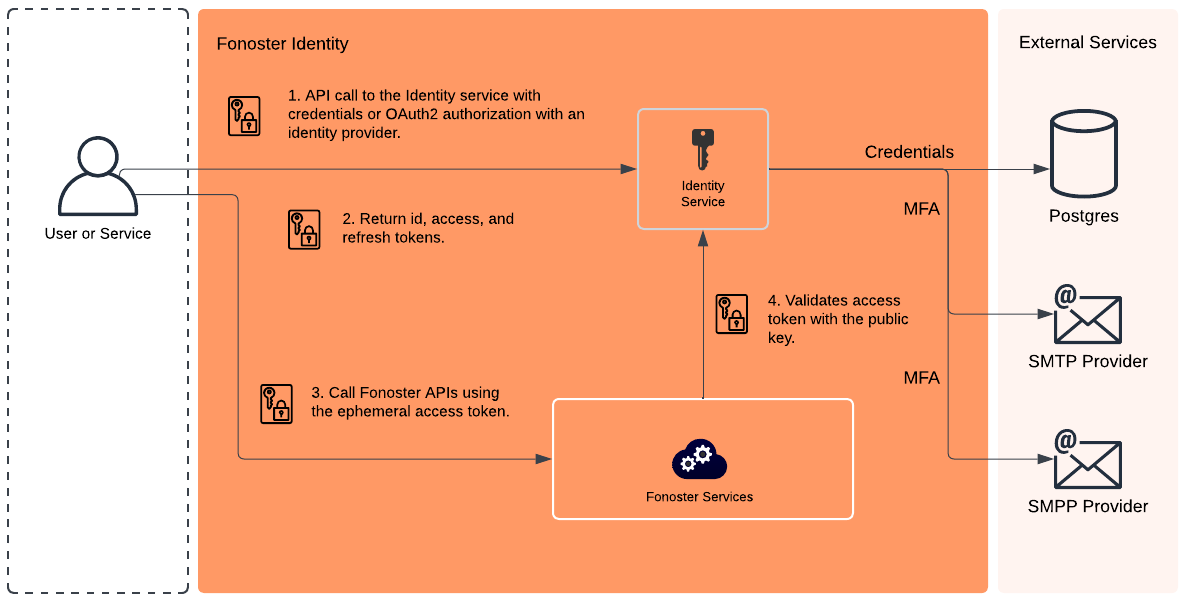 Fonoster Identity
External Services
1. API call to the Identity service with
credentials or OAuth2 authorization with an
identity provider.
Identity
Service
Credentials
Postgres
User or Service
2. Return id, access, and
refresh tokens.
MFA
4. Validates access
token with the public
key.
@
SMTP Provider
MFA
3. Call Fonoster APIs using
the ephemeral access token.
@
Fonoster Services
SMPP Provider